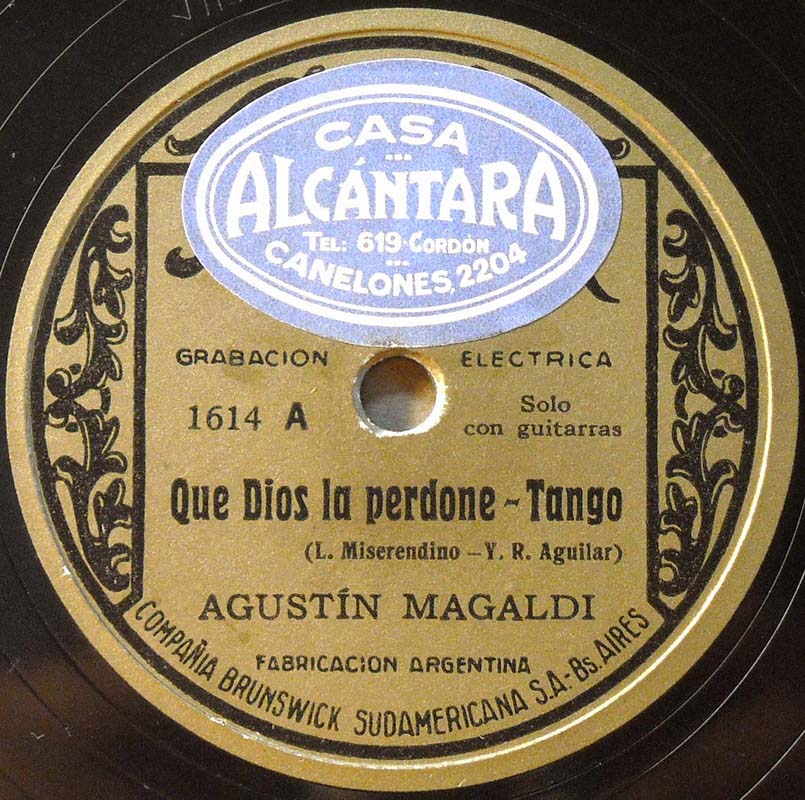 CASA
ALCÁNTARA
TEL: 619-CORDÓN
CANELONES, 2204
GRABACION ELECTRICA
1614 A
Solo
con guitarras
Que Dios la perdone - Tango
(L. Miserendino - Y. R. Aguilar)
AGUSTÍN MAGALDI
FABRICACION ARGENTINA
COMPAÑIA BRUNSWICK SUDAMERICANA S.A.-Bs. AIRES